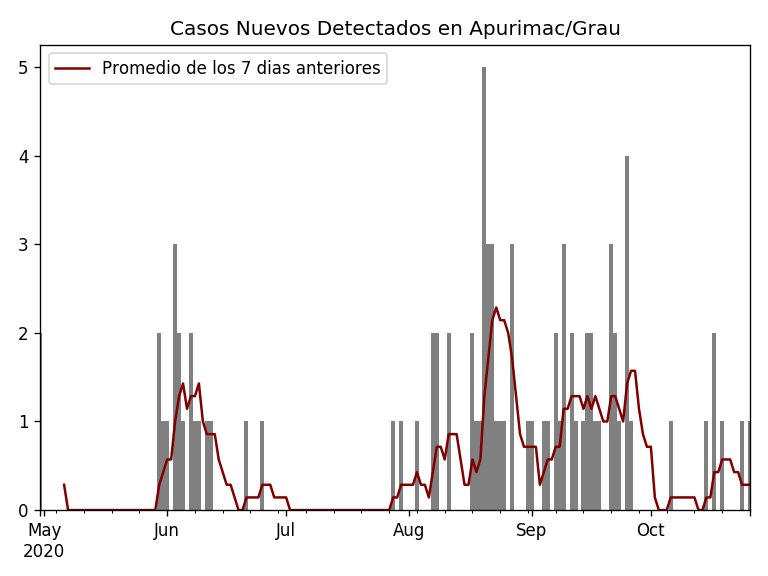 Casos Nuevos Detectados en Apurimac/Grau
Promedio de los 7 dias anteriores
5
4
3
2
1
0
May Jun Jul Aug Sep Oct
2020